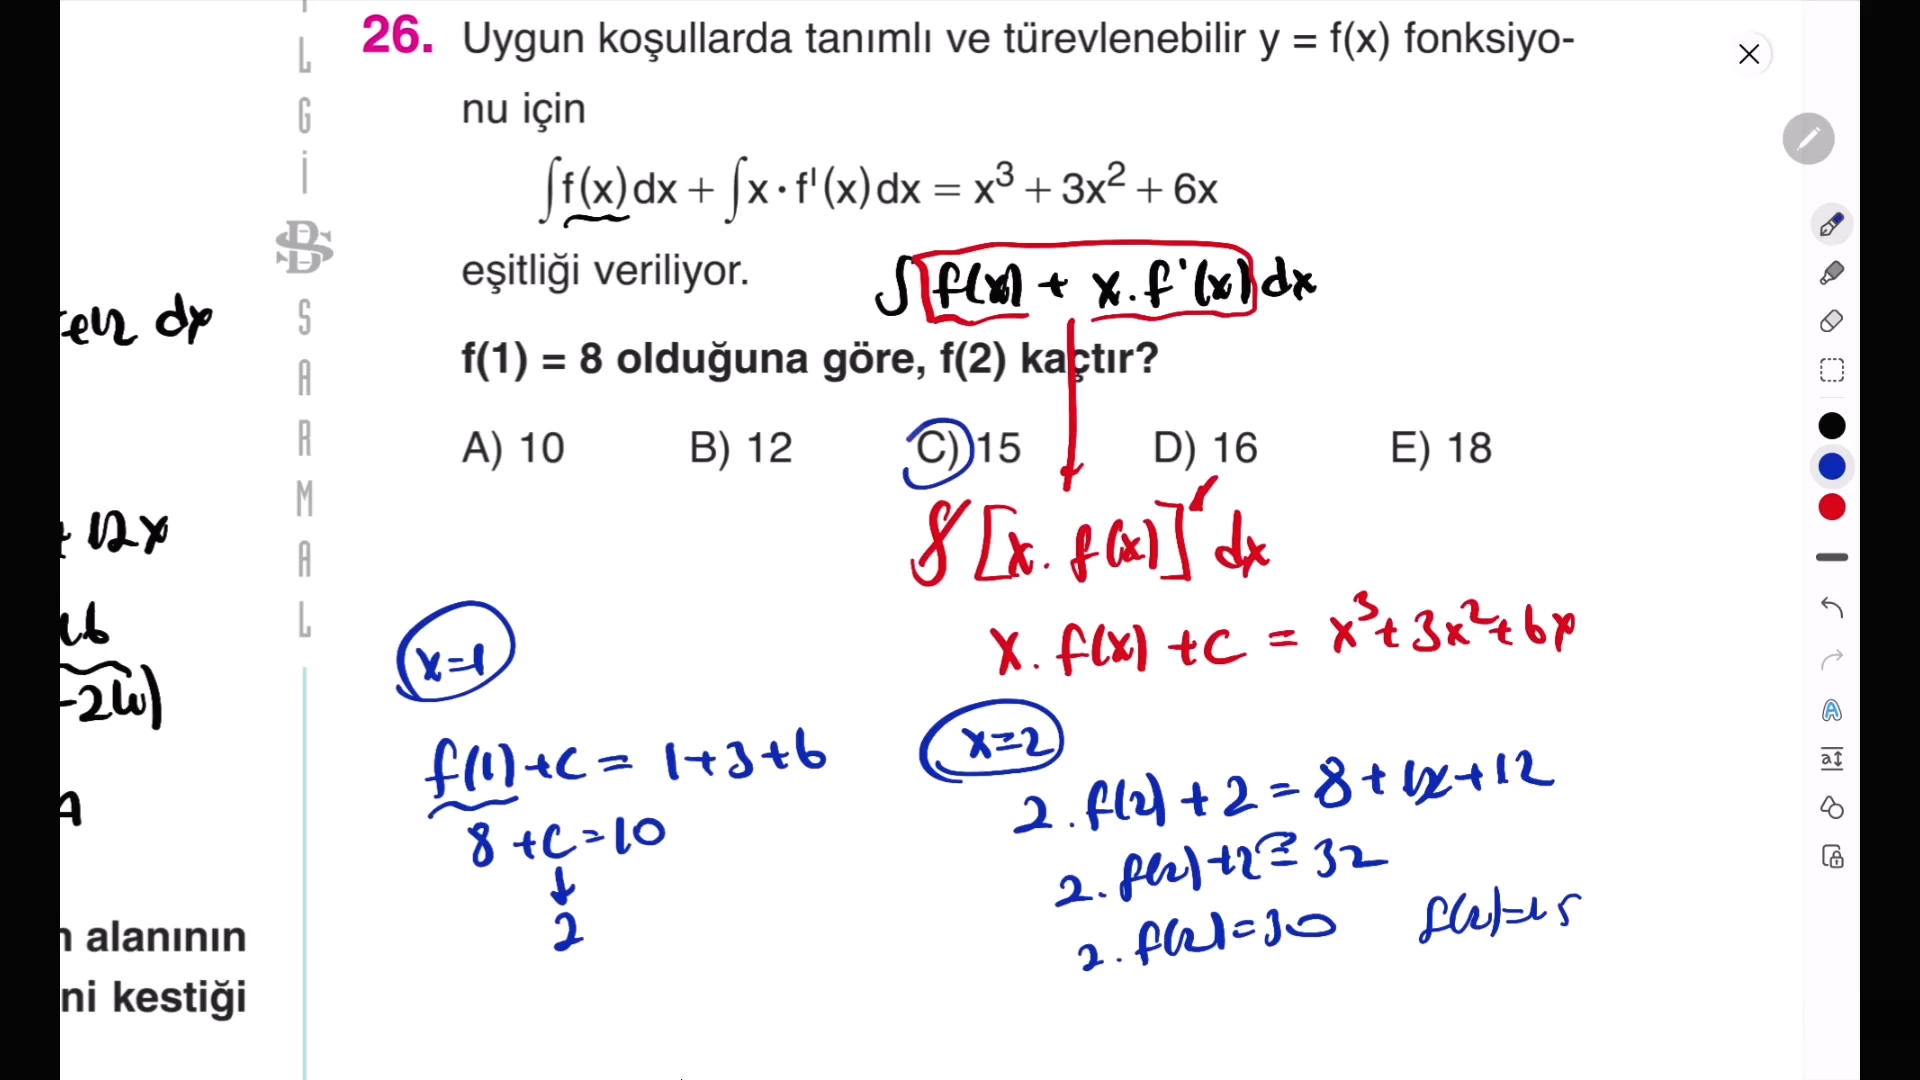 26. Uygun koşullarda tanımlı ve türevlenebilir y = f(x) fonksiyo-
nu için
∫f(x)dx + ∫x·f'(x)dx = x³ + 3x² + 6x
eşitliği veriliyor.
∫ f(x) + x.f'(x) dx
f(1) = 8 olduğuna göre, f(2) kaçtır?
A) 10 B) 12 C) 15 D) 16 E) 18
∫ [x. f(x)]' dx
x. f(x) + c = x³ + 3x² + 6x
x=1
f(1) + c = 1+3+6
8 + c = 10
2
x=2
2. f(2) + 2 = 8 + 12 + 12
2. f(2) + 2 = 32
2. f(2) = 30
f(2) = 15
L
G
İ
BS
S
A
R
M
A
L
dx
+ 12x
alanının
ni kestiği